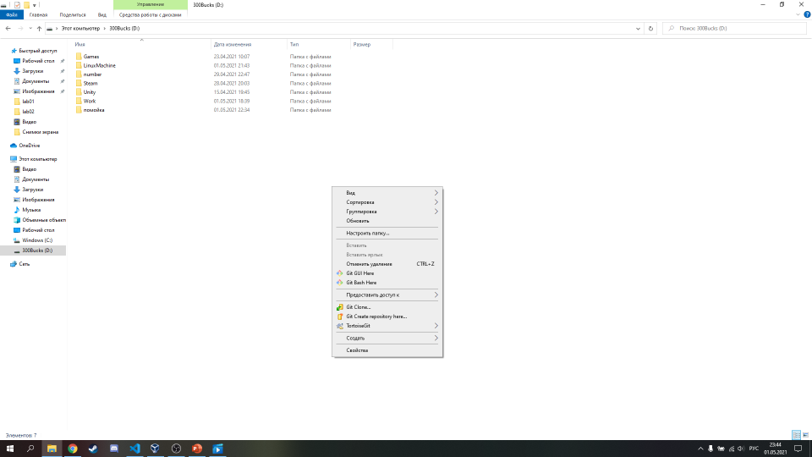 Управление
300Bucks (D:)
Файл Главная Поделиться Вид Средства работы с дисками
Этот компьютер 300Bucks (D:)
Поиск: 300Bucks (D:)
Имя Дата изменения Тип Размер
Games 23.04.2021 10:07 Папка с файлами
LinuxMachine 01.05.2021 21:43 Папка с файлами
number 29.04.2021 22:47 Папка с файлами
Steam 28.04.2021 20:03 Папка с файлами
Unity 15.04.2021 19:45 Папка с файлами
Work 01.05.2021 18:39 Папка с файлами
помойка 01.05.2021 22:34 Папка с файлами
Быстрый доступ
Рабочий стол
Загрузки
Документы
Изображения
lab01
lab02
Видео
Снимки экрана
OneDrive
Этот компьютер
Видео
Документы
Загрузки
Изображения
Музыка
Объемные объект
Рабочий стол
Windows (C:)
300Bucks (D:)
Сеть
Вид
Сортировка
Группировка
Обновить
Настроить папку...
Вставить
Вставить ярлык
Отменить удаление CTRL+Z
Git GUI Here
Git Bash Here
Предоставить доступ к
Git Clone...
Git Create repository here...
TortoiseGit
Создать
Свойства
Элементов: 7
РУС
23:44
01.05.2021